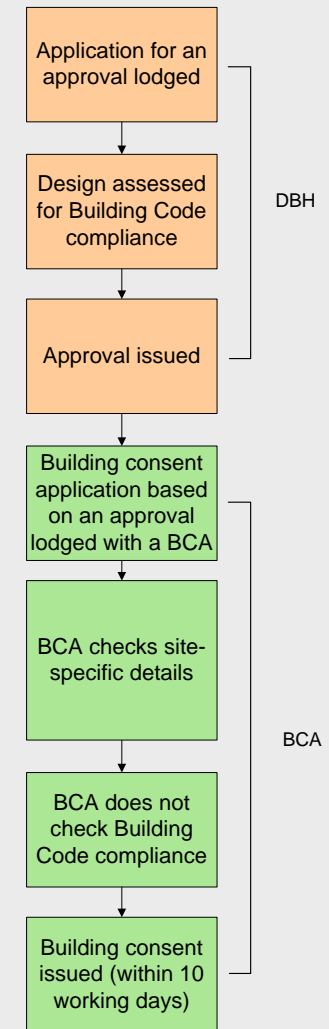 Application for an
approval lodged
Design assessed
for Building Code
compliance
DBH
Approval issued
Building consent
application based
on an approval
lodged with a BCA
BCA checks site-
specific details
BCA
BCA does not
check Building
Code compliance
Building consent
issued (within 10
working days)